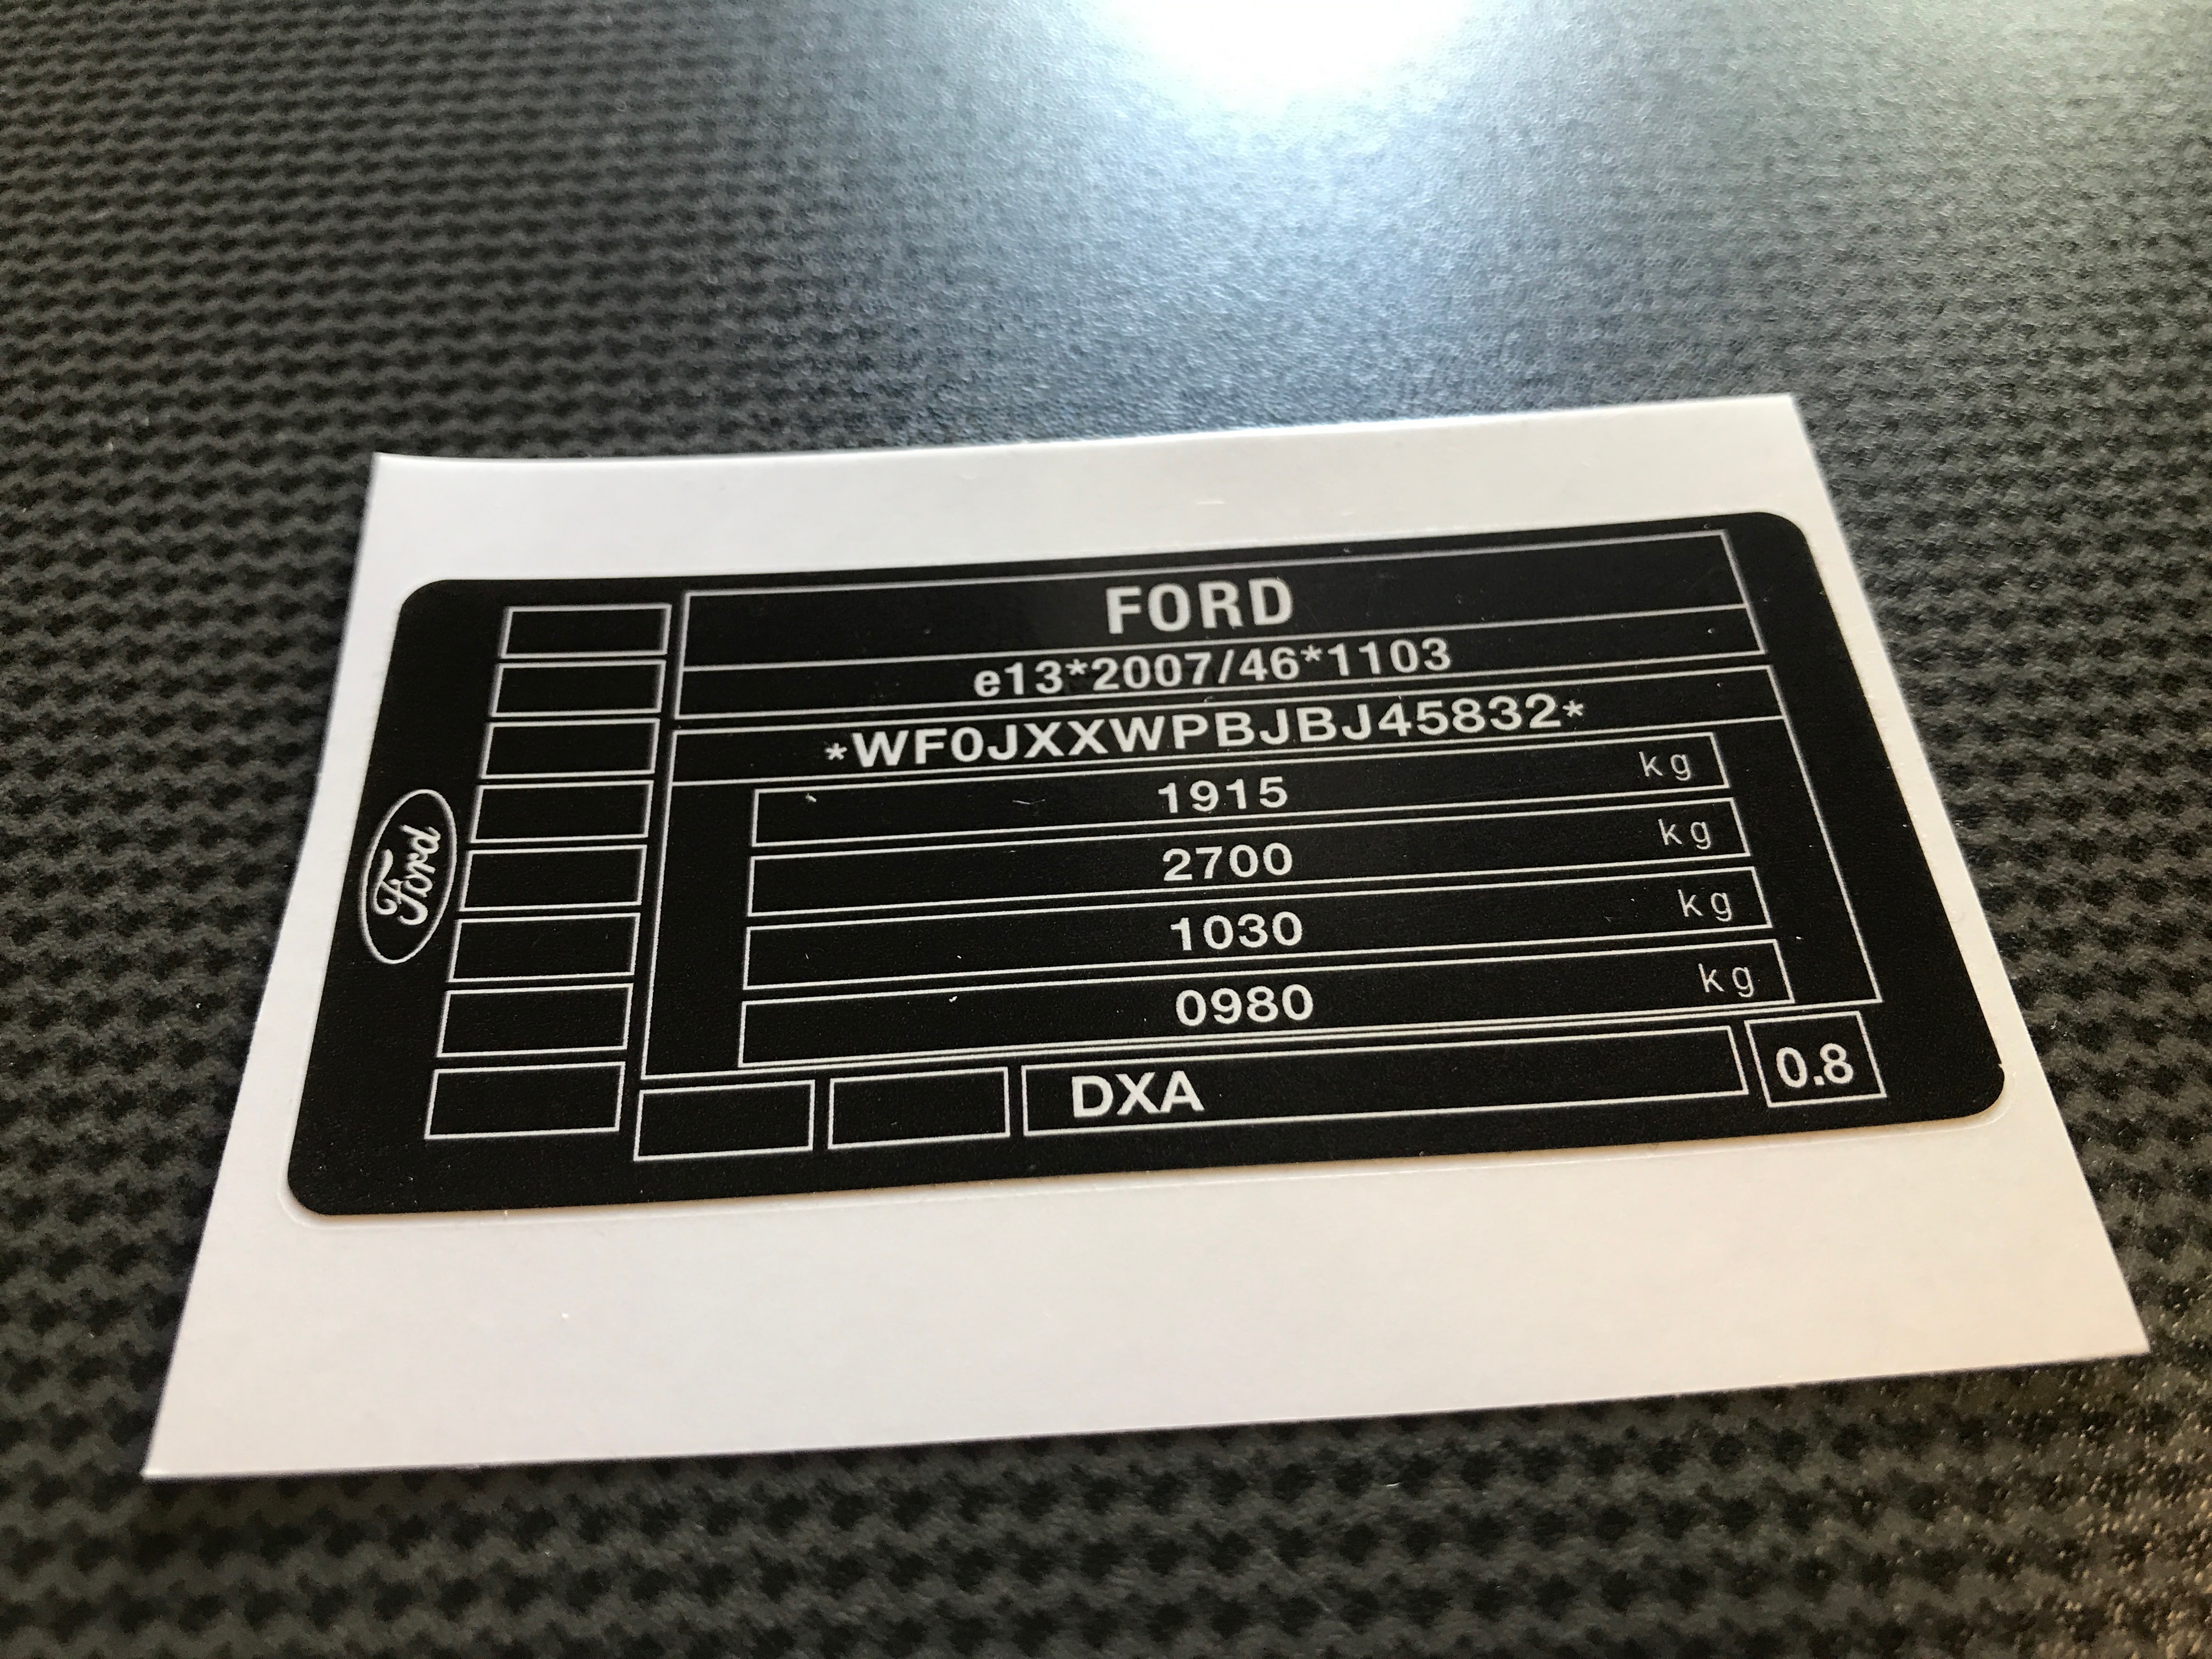 FORD
e13*2007/46*1103
*WF0JXXWPBJBJ45832*
1915 kg
2700 kg
1030 kg
0980 kg
DXA 0.8
Ford